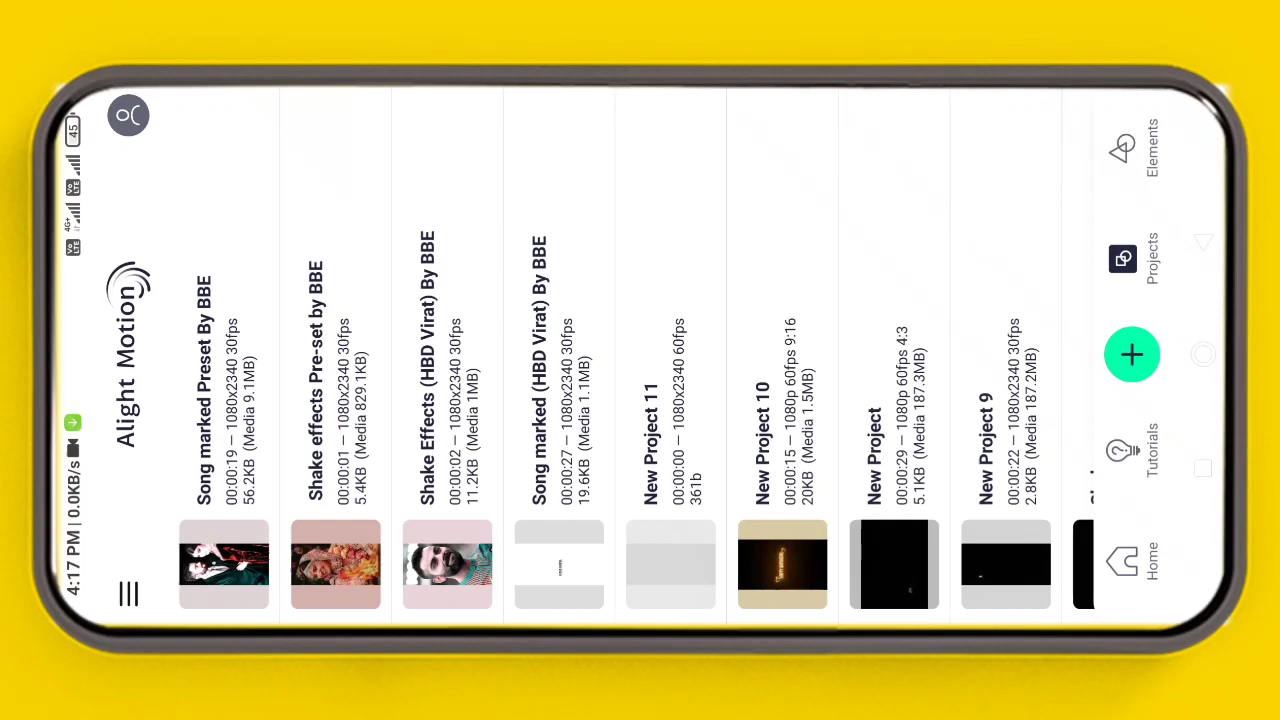 4:17 PM | 0.0KB/s
Vo LTE 4G+ Vo LTE 45
Alight Motion
Song marked Preset By BBE
00:00:19 — 1080x2340 30fps
56.2KB (Media 9.1MB)
Shake effects Pre-set by BBE
00:00:01 — 1080x2340 30fps
5.4KB (Media 829.1KB)
Shake Effects (HBD Virat) By BBE
00:00:02 — 1080x2340 30fps
11.2KB (Media 1MB)
Song marked (HBD Virat) By BBE
00:00:27 — 1080x2340 30fps
19.6KB (Media 1.1MB)
New Project 11
00:00:00 — 1080x2340 60fps
361b
New Project 10
00:00:15 — 1080p 60fps 9:16
20KB (Media 1.5MB)
New Project
00:00:29 — 1080p 60fps 4:3
5.1KB (Media 187.3MB)
New Project 9
00:00:22 — 1080x2340 30fps
2.8KB (Media 187.2MB)
Home
Tutorials
Projects
Elements